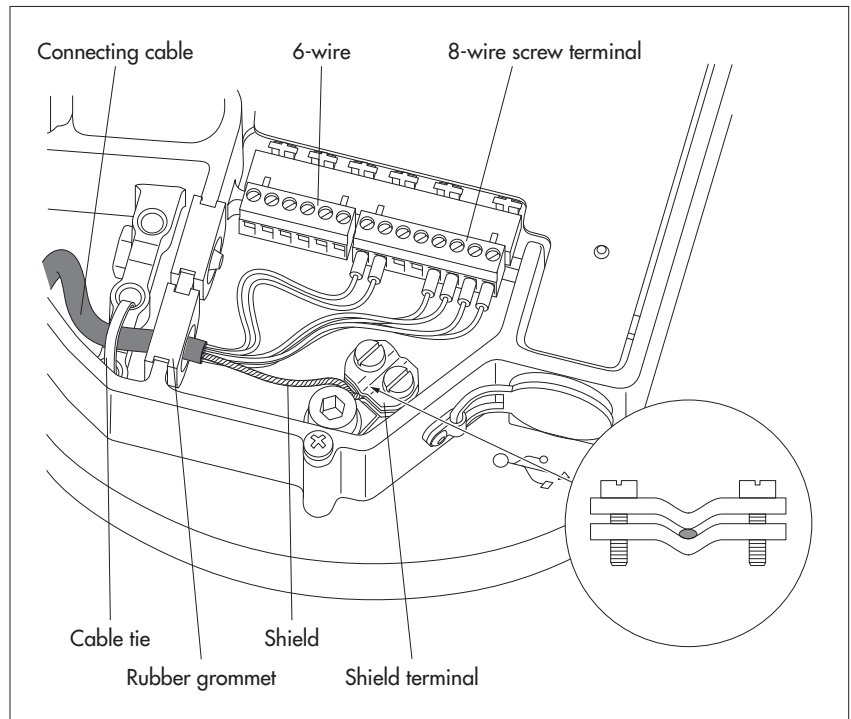 Connecting cable
6-wire
8-wire screw terminal
Cable tie
Shield
Rubber grommet
Shield terminal